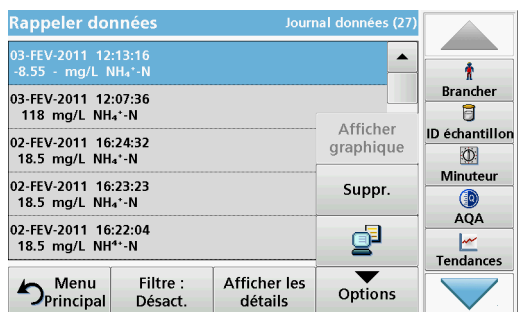 Rappeler données
Journal données (27)
03-FEV-2011 12:13:16
-8.55 - mg/L NH₄⁺-N
03-FEV-2011 12:07:36
118 mg/L NH₄⁺-N
02-FEV-2011 16:24:32
18.5 mg/L NH₄⁺-N
02-FEV-2011 16:23:23
18.5 mg/L NH₄⁺-N
02-FEV-2011 16:22:04
18.5 mg/L NH⁴⁺-N
Afficher
graphique
Suppr.
Menu
Principal
Filtre :
Désact.
Afficher les
détails
Options
Brancher
ID échantillon
Minuteur
AQA
Tendances